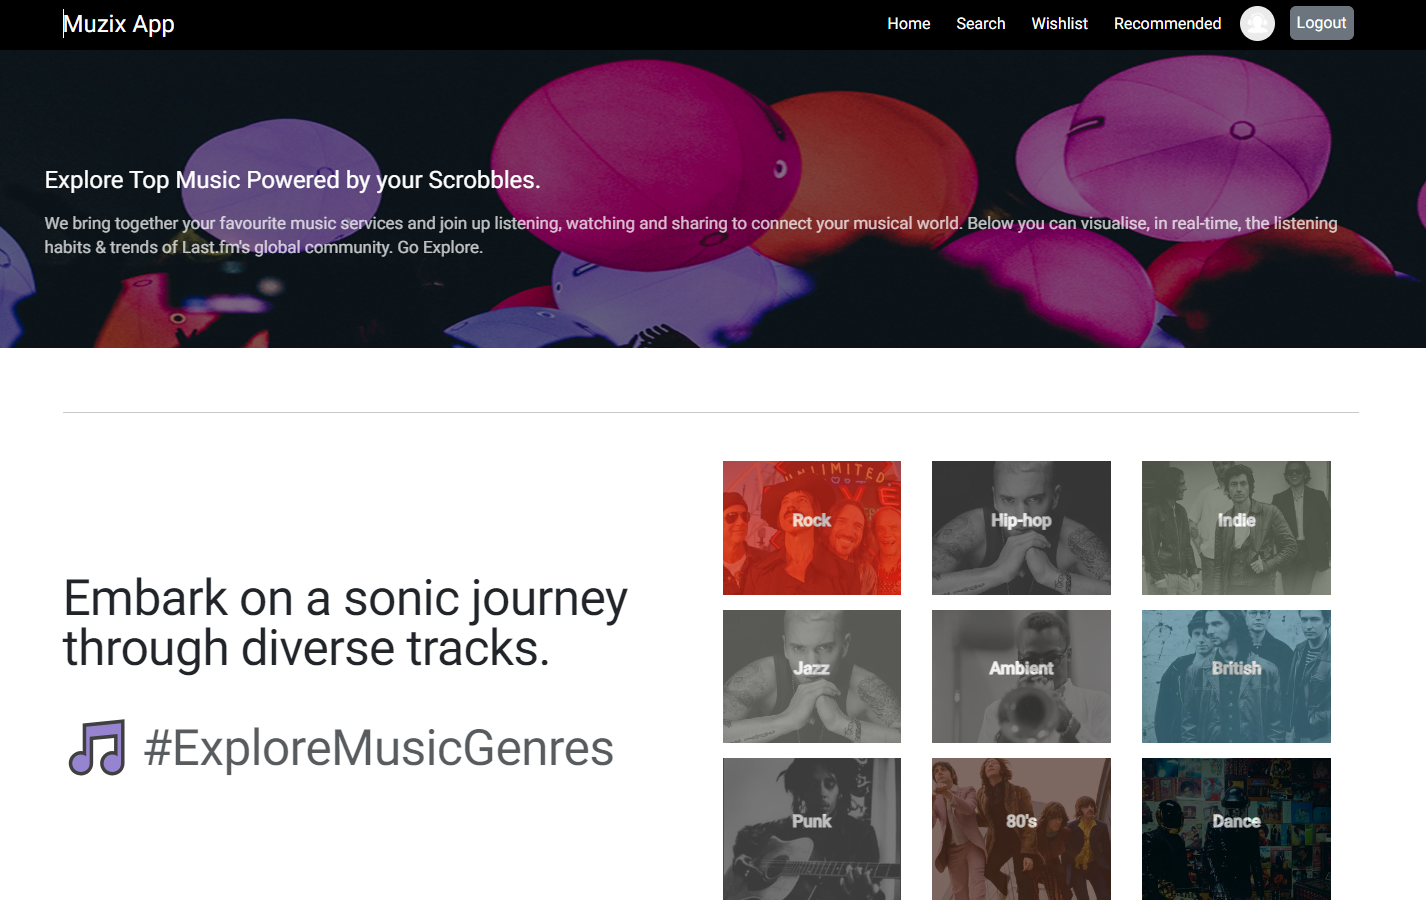 Muzix App
Home Search Wishlist Recommended Logout
Explore Top Music Powered by your Scrobbles.
We bring together your favourite music services and join up listening, watching and sharing to connect your musical world. Below you can visualise, in real-time, the listening
habits & trends of Last.fm's global community. Go Explore.
Embark on a sonic journey
through diverse tracks.
#ExploreMusicGenres
UNLIMITED
Rock
Hip-hop
Indie
Jazz
Ambient
British
Punk
80's
Dance